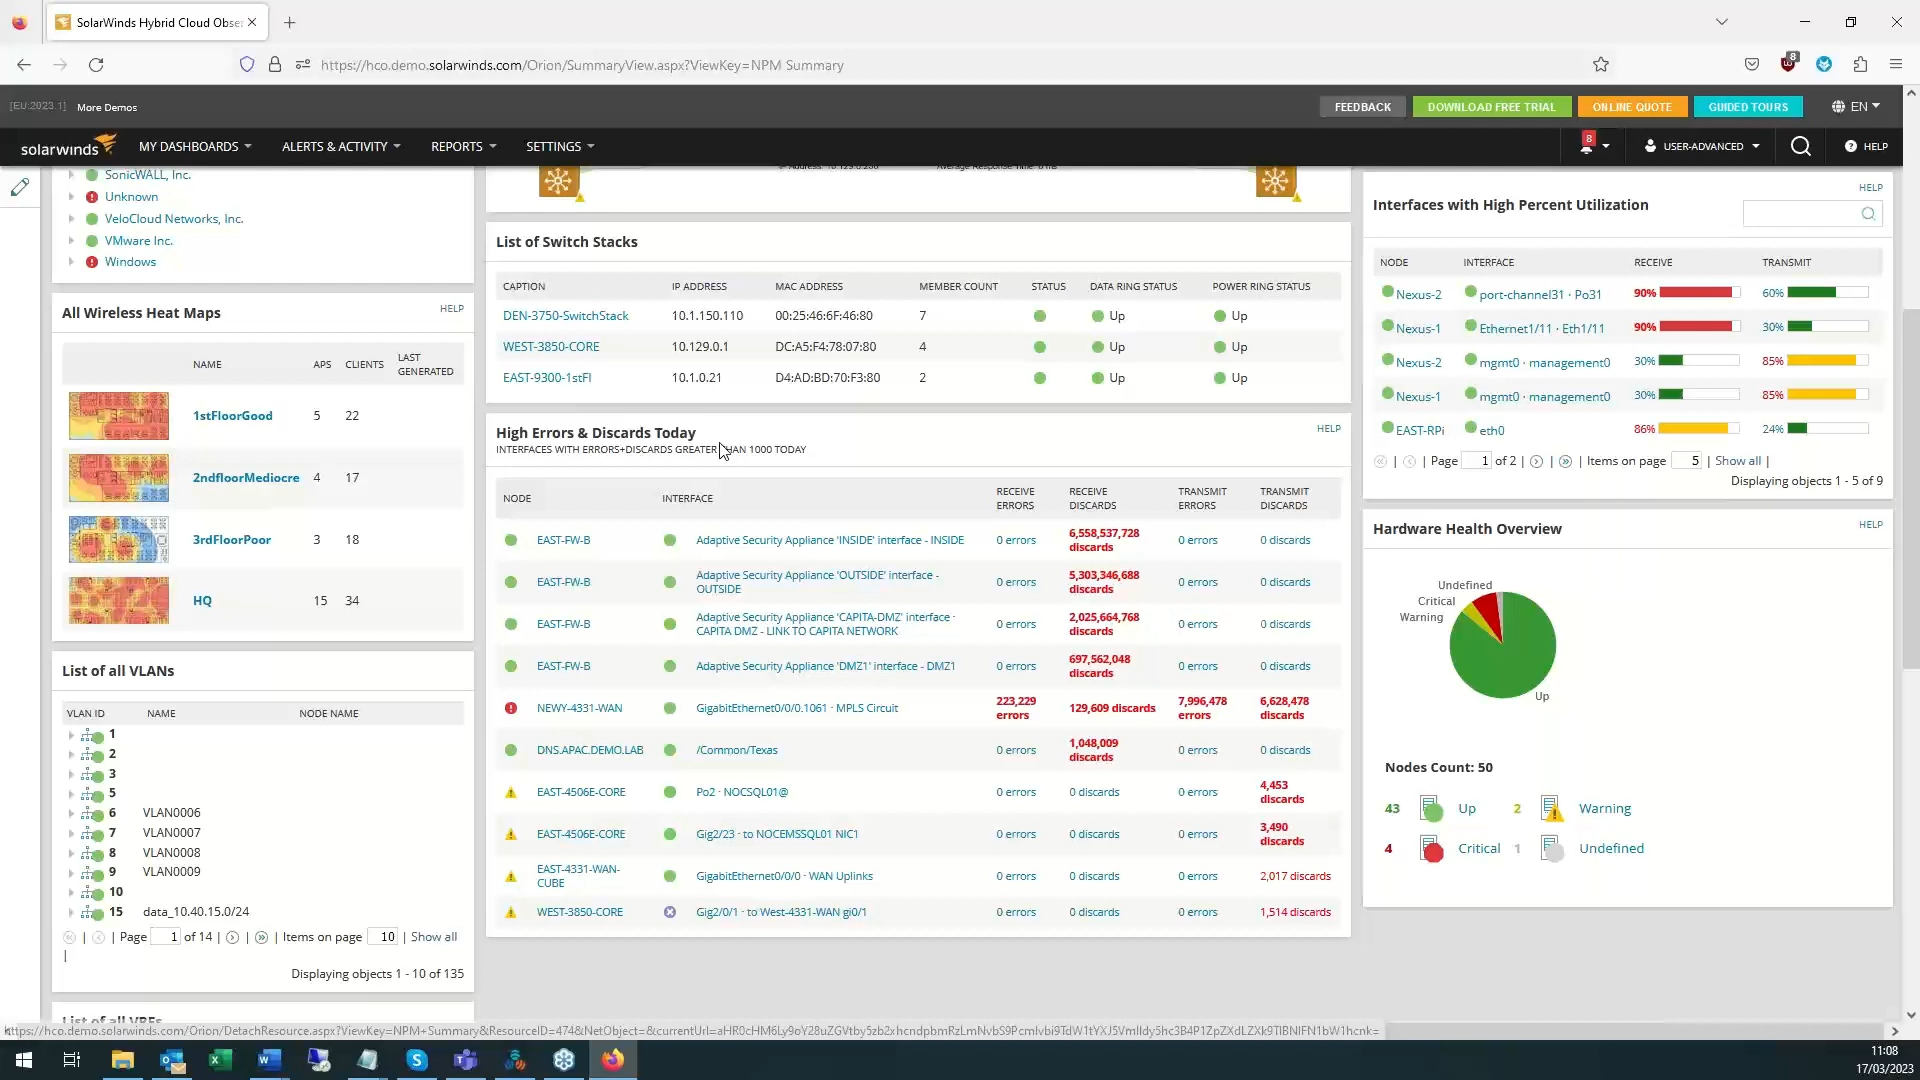 SolarWinds Hybrid Cloud Obse
https://hco.demo.solarwinds.com/Orion/SummaryView.aspx?ViewKey=NPM Summary
8
[EU:2023.1] More Demos
FEEDBACK DOWNLOAD FREE TRIAL ONLINE QUOTE GUIDED TOURS EN
solarwinds MY DASHBOARDS ALERTS & ACTIVITY REPORTS SETTINGS 8 USER-ADVANCED HELP
SonicWALL, Inc.
Unknown
VeloCloud Networks, Inc.
VMware Inc.
Windows
All Wireless Heat Maps HELP
NAME APS CLIENTS LAST GENERATED
1stFloorGood 5 22
2ndfloorMediocre 4 17
3rdFloorPoor 3 18
HQ 15 34
List of all VLANs
VLAN ID NAME NODE NAME
1
2
3
5
6 VLAN0006
7 VLAN0007
8 VLAN0008
9 VLAN0009
10
15 data_10.40.15.0/24
| | Page 1 of 14 | | | Items on page 10 | Show all
|
Displaying objects 1 - 10 of 135
List of all VRFs
List of Switch Stacks
CAPTION IP ADDRESS MAC ADDRESS MEMBER COUNT STATUS DATA RING STATUS POWER RING STATUS
DEN-3750-SwitchStack 10.1.150.110 00:25:46:6F:46:80 7 Up Up
WEST-3850-CORE 10.129.0.1 DC:A5:F4:78:07:80 4 Up Up
EAST-9300-1stFl 10.1.0.21 D4:AD:BD:70:F3:80 2 Up Up
High Errors & Discards Today HELP
INTERFACES WITH ERRORS+DISCARDS GREATER THAN 1000 TODAY
NODE INTERFACE RECEIVE ERRORS RECEIVE DISCARDS TRANSMIT ERRORS TRANSMIT DISCARDS
EAST-FW-B Adaptive Security Appliance 'INSIDE' interface - INSIDE 0 errors 6,558,537,728 discards 0 errors 0 discards
EAST-FW-B Adaptive Security Appliance 'OUTSIDE' interface - OUTSIDE 0 errors 5,303,346,688 discards 0 errors 0 discards
EAST-FW-B Adaptive Security Appliance 'CAPITA-DMZ' interface · CAPITA DMZ - LINK TO CAPITA NETWORK 0 errors 2,025,664,768 discards 0 errors 0 discards
EAST-FW-B Adaptive Security Appliance 'DMZ1' interface - DMZ1 0 errors 697,562,048 discards 0 errors 0 discards
NEWY-4331-WAN GigabitEthernet0/0/0.1061 · MPLS Circuit 223,229 errors 129,609 discards 7,996,478 errors 6,628,478 discards
DNS.APAC.DEMO.LAB /Common/Texas 0 errors 1,048,009 discards 0 errors 0 discards
EAST-4506E-CORE Po2 · NOCSQL01@ 0 errors 0 discards 0 errors 4,453 discards
EAST-4506E-CORE Gig2/23 · to NOCEMSSQL01 NIC1 0 errors 0 discards 0 errors 3,490 discards
EAST-4331-WAN-CUBE GigabitEthernet0/0/0 · WAN Uplinks 0 errors 0 discards 0 errors 2,017 discards
WEST-3850-CORE Gig2/0/1 · to West-4331-WAN gi0/1 0 errors 0 discards 0 errors 1,514 discards
HELP
Interfaces with High Percent Utilization
NODE INTERFACE RECEIVE TRANSMIT
Nexus-2 port-channel31 · Po31 90% 60%
Nexus-1 Ethernet1/11 · Eth1/11 90% 30%
Nexus-2 mgmt0 · management0 30% 85%
Nexus-1 mgmt0 · management0 30% 85%
EAST-RPi eth0 86% 24%
| | Page 1 of 2 | | | Items on page 5 | Show all |
Displaying objects 1 - 5 of 9
Hardware Health Overview HELP
Undefined
Critical
Warning
Up
Nodes Count: 50
43 Up 2 Warning
4 Critical 1 Undefined
11:08
17/03/2023